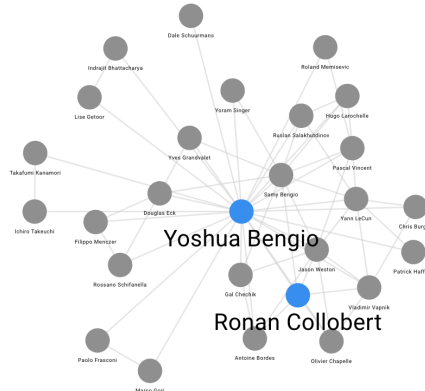 Dale Schuurmans
Indrajit Bhattacharya
Roland Memisevic
Lise Getoor
Yoram Singer
Hugo Larochelle
Ruslan Salakhutdinov
Yves Grandvalet
Pascal Vincent
Takafumi Kanamori
Samy Bengio
Douglas Eck
Yann LeCun
Ichiro Takeuchi
Filippo Menczer
Chris Burg
Yoshua Bengio
Rossano Schifanella
Jason Weston
Patrick Haff
Gal Chechik
Vladimir Vapnik
Ronan Collobert
Paolo Frasconi
Antoine Bordes
Olivier Chapelle
Marco Gori